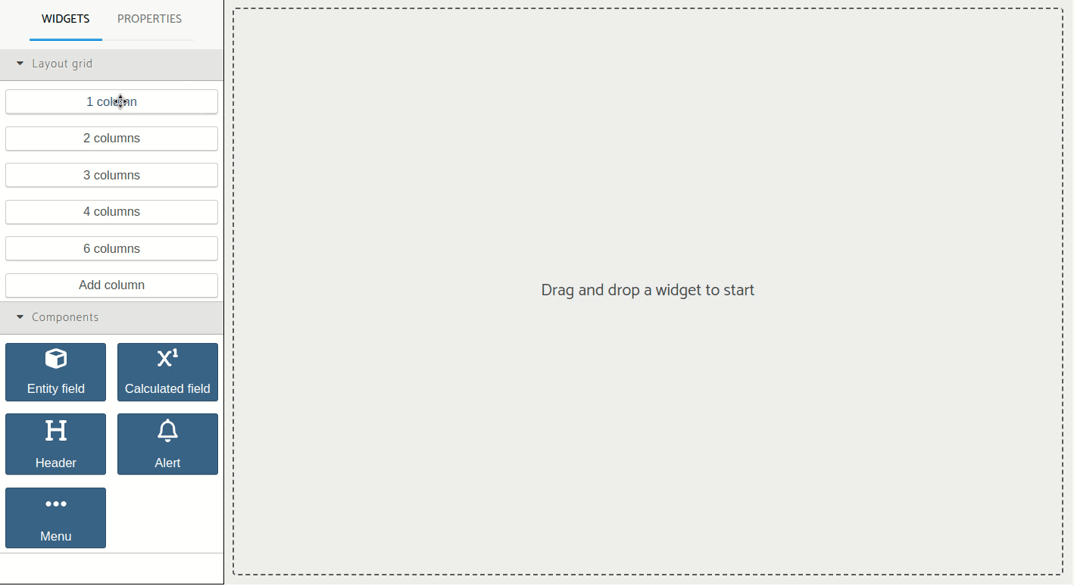 WIDGETS
PROPERTIES
Layout grid
1 column
2 columns
3 columns
4 columns
6 columns
Add column
Components
Entity field
X¹
Calculated field
H
Header
Alert
Menu
Drag and drop a widget to start